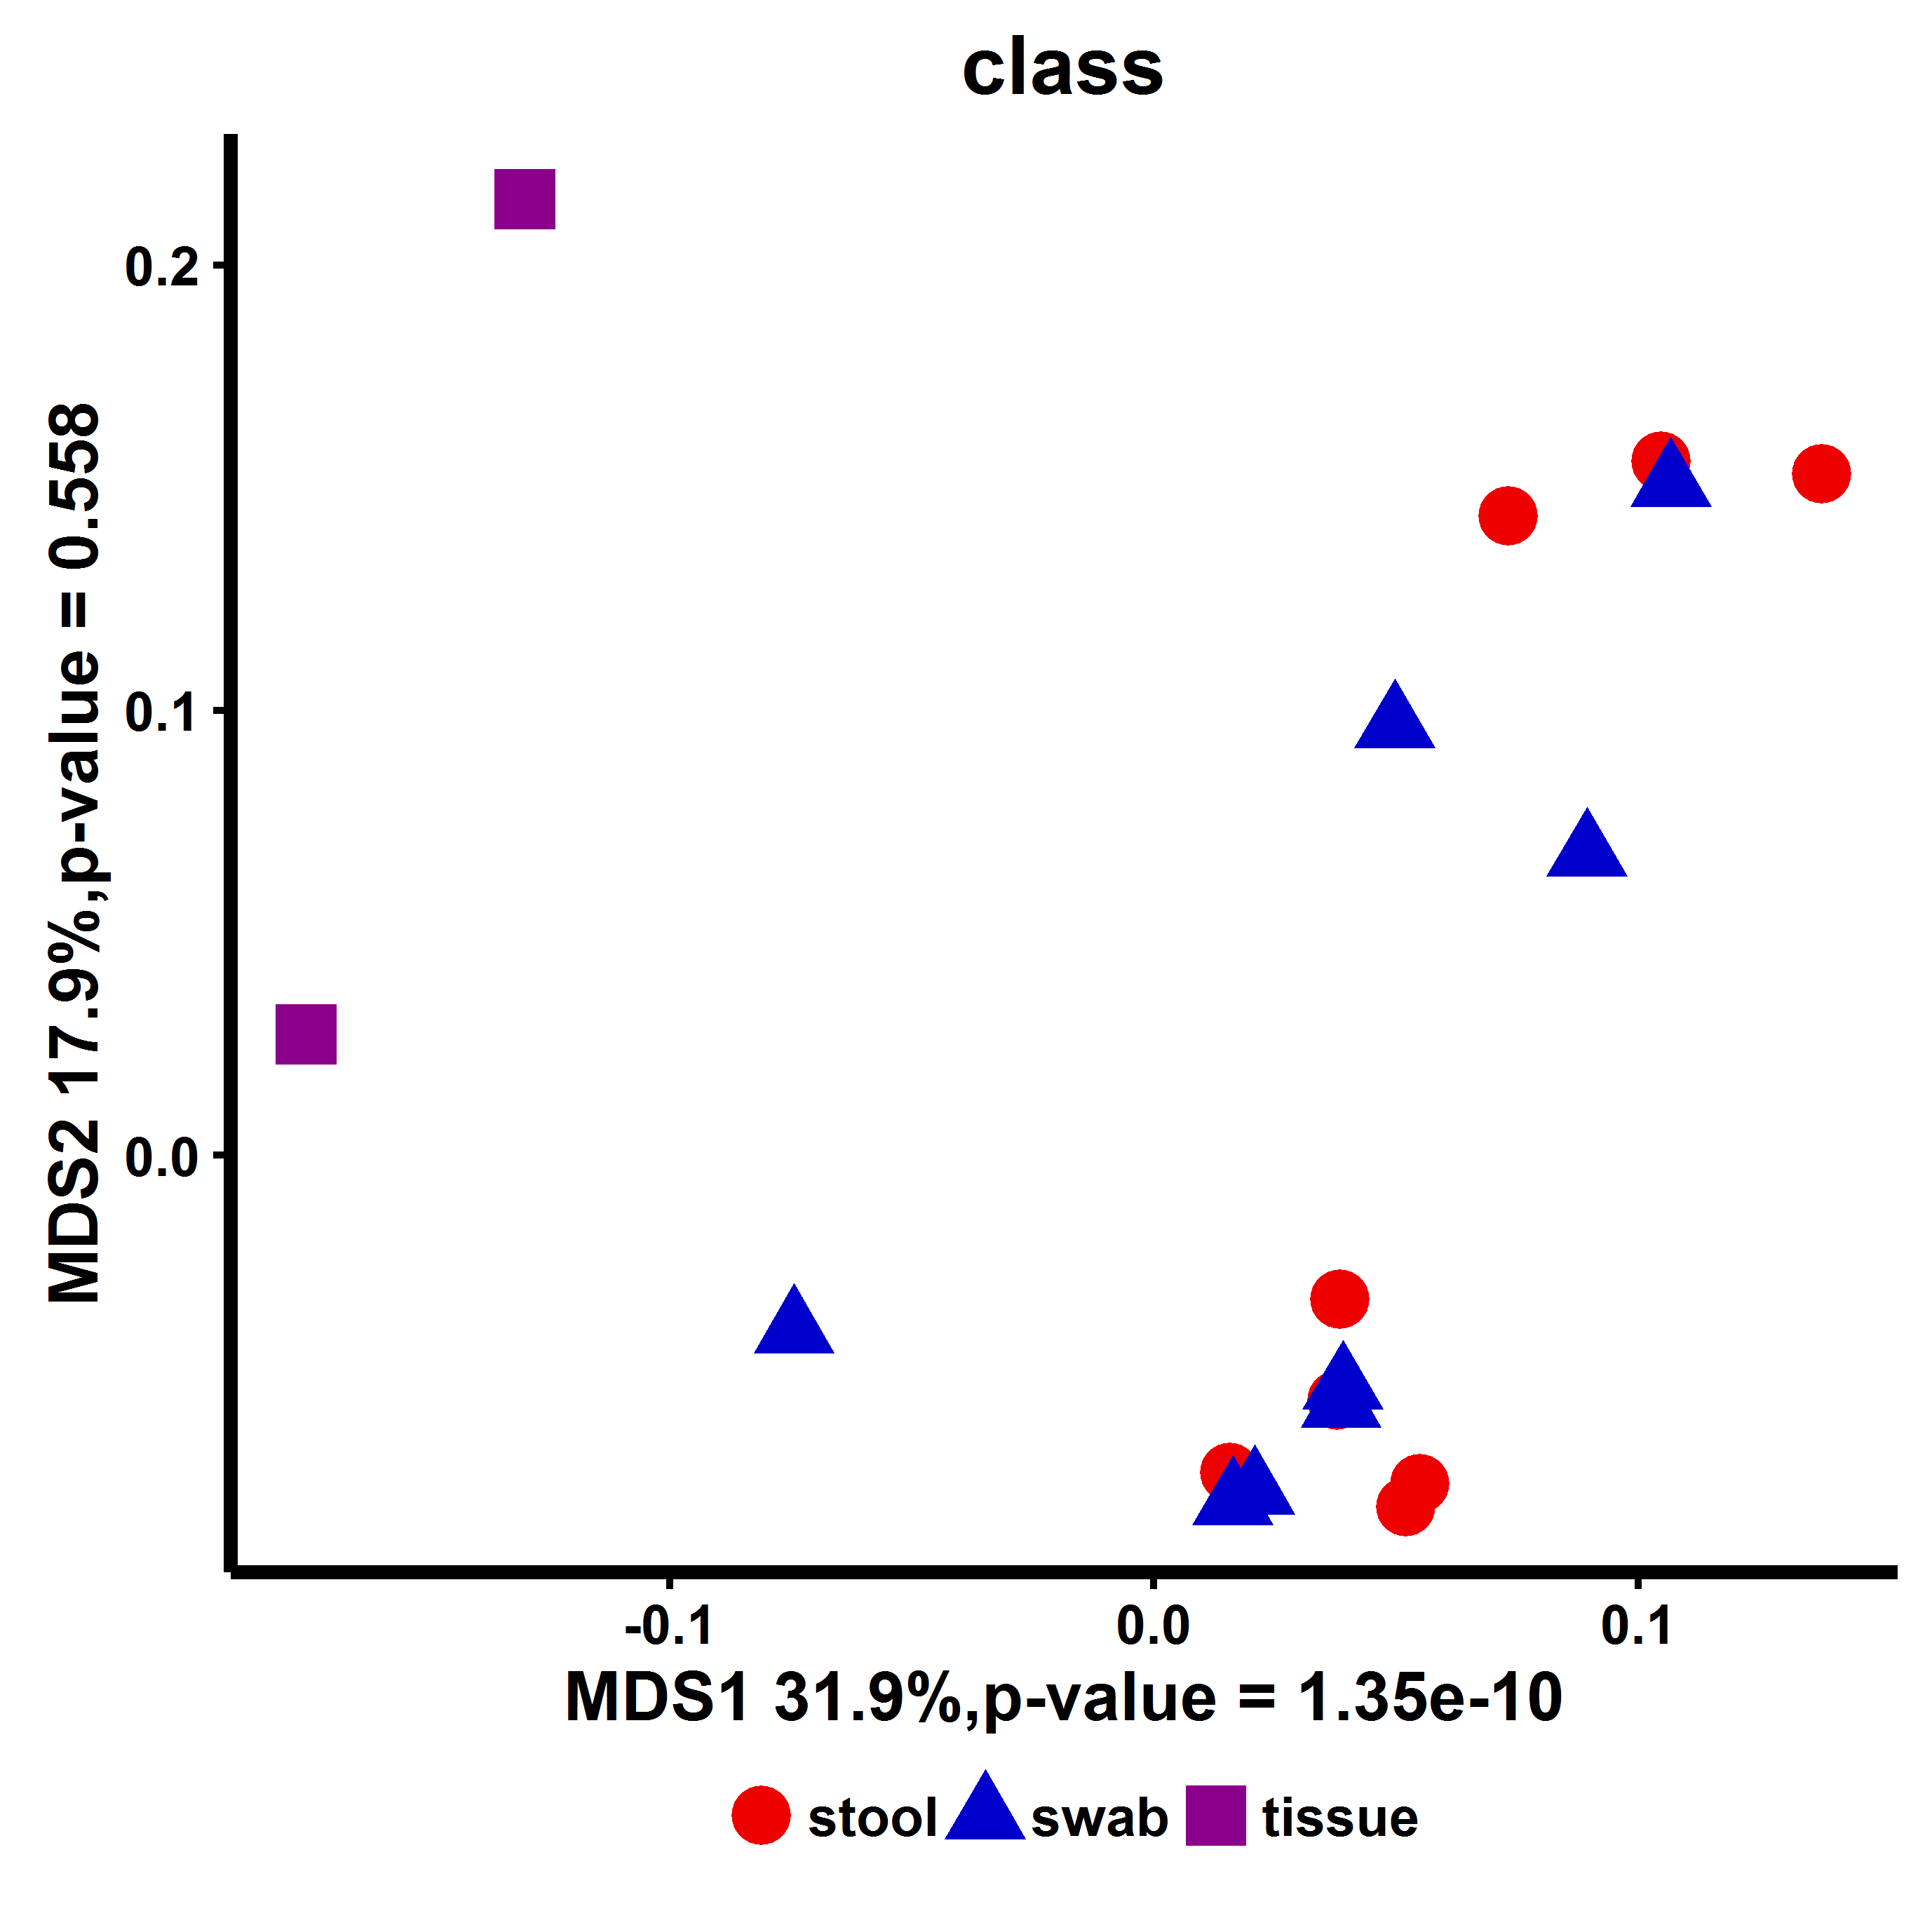 class
MDS2 17.9%,p-value = 0.558
0.2
0.1
0.0
-0.1 0.0 0.1
MDS1 31.9%,p-value = 1.35e-10
stool swab tissue